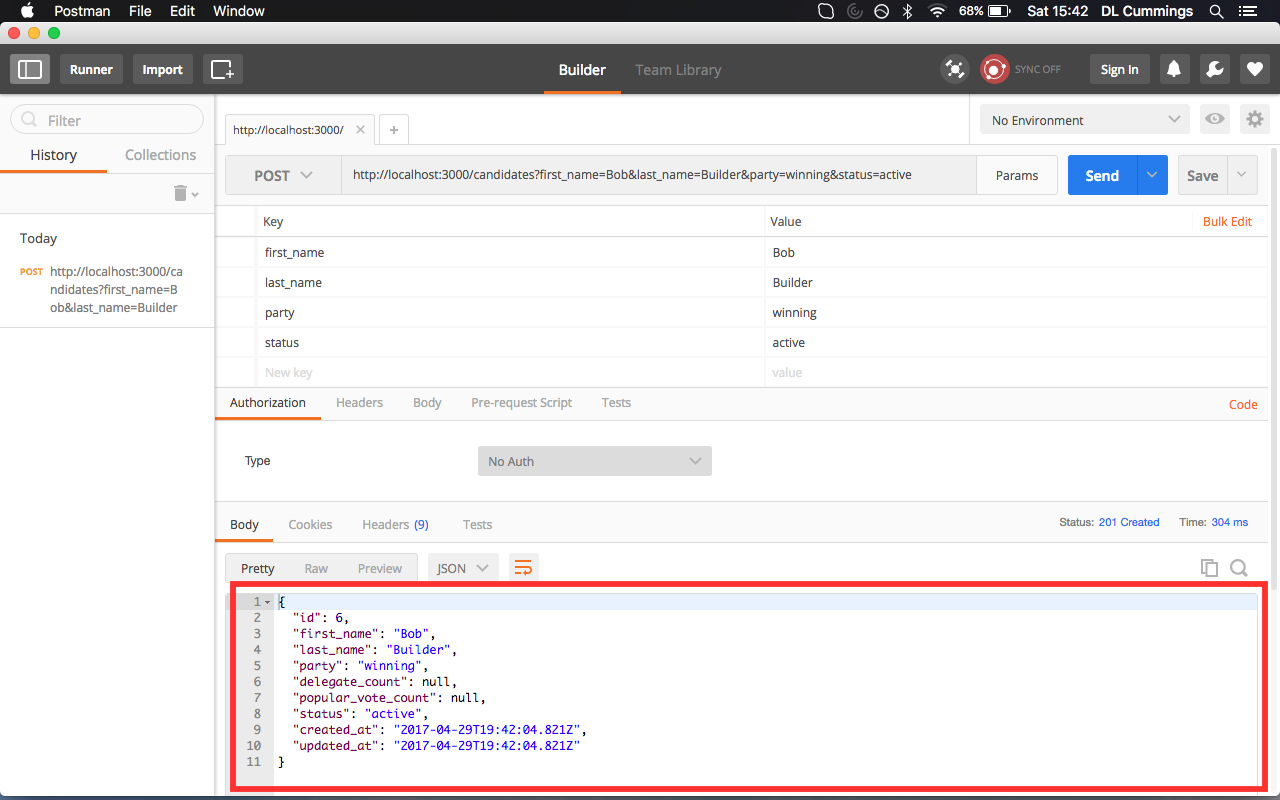 Postman File Edit Window 68% Sat 15:42 DL Cummings
Runner Import Builder Team Library SYNC OFF Sign In
Filter
History Collections
Today
POST http://localhost:3000/ca
ndidates?first_name=B
ob&last_name=Builder
http://localhost:3000/ No Environment
POST http://localhost:3000/candidates?first_name=Bob&last_name=Builder&party=winning&status=active Params Send Save
Key Value Bulk Edit
first_name Bob
last_name Builder
party winning
status active
New key value
Authorization Headers Body Pre-request Script Tests Code
Type No Auth
Body Cookies Headers (9) Tests Status: 201 Created Time: 304 ms
Pretty Raw Preview JSON
1 {
2 "id": 6,
3 "first_name": "Bob",
4 "last_name": "Builder",
5 "party": "winning",
6 "delegate_count": null,
7 "popular_vote_count": null,
8 "status": "active",
9 "created_at": "2017-04-29T19:42:04.821Z",
10 "updated_at": "2017-04-29T19:42:04.821Z"
11 }